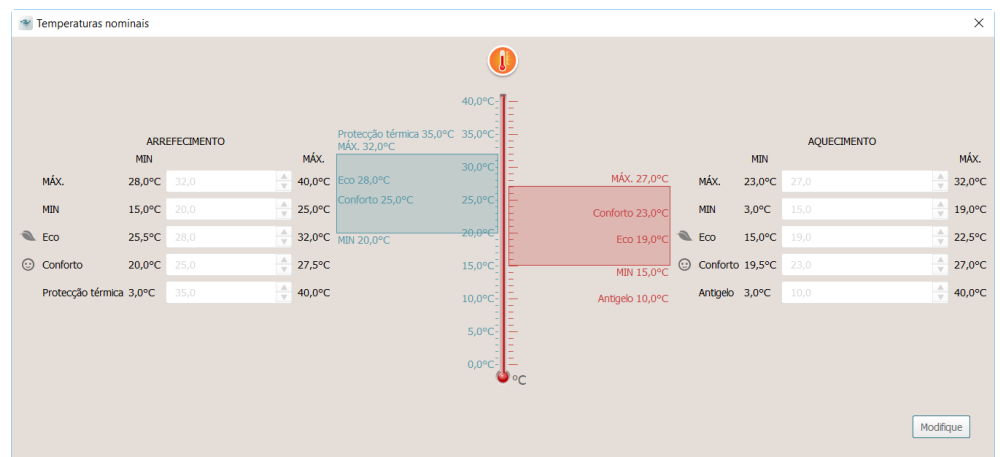 Temperaturas nominais
40,0°C
Protecção térmica 35,0°C 35,0°C
MÁX. 32,0°C
30,0°C
Eco 28,0°C
Conforto 25,0°C 25,0°C
20,0°C
MIN 20,0°C
15,0°C
10,0°C
5,0°C
0,0°C
°C
ARREFECIMENTO
MIN MÁX.
MÁX. 28,0°C 32,0 40,0°C
MIN 15,0°C 20,0 25,0°C
Eco 25,5°C 28,0 32,0°C
Conforto 20,0°C 25,0 27,5°C
Protecção térmica 3,0°C 35,0 40,0°C
MÁX. 27,0°C
Conforto 23,0°C
Eco 19,0°C
MIN 15,0°C
Antigelo 10,0°C
AQUECIMENTO
MIN MÁX.
MÁX. 23,0°C 27,0 32,0°C
MIN 3,0°C 15,0 19,0°C
Eco 15,0°C 19,0 22,5°C
Conforto 19,5°C 23,0 27,0°C
Antigelo 3,0°C 10,0 40,0°C
Modifique